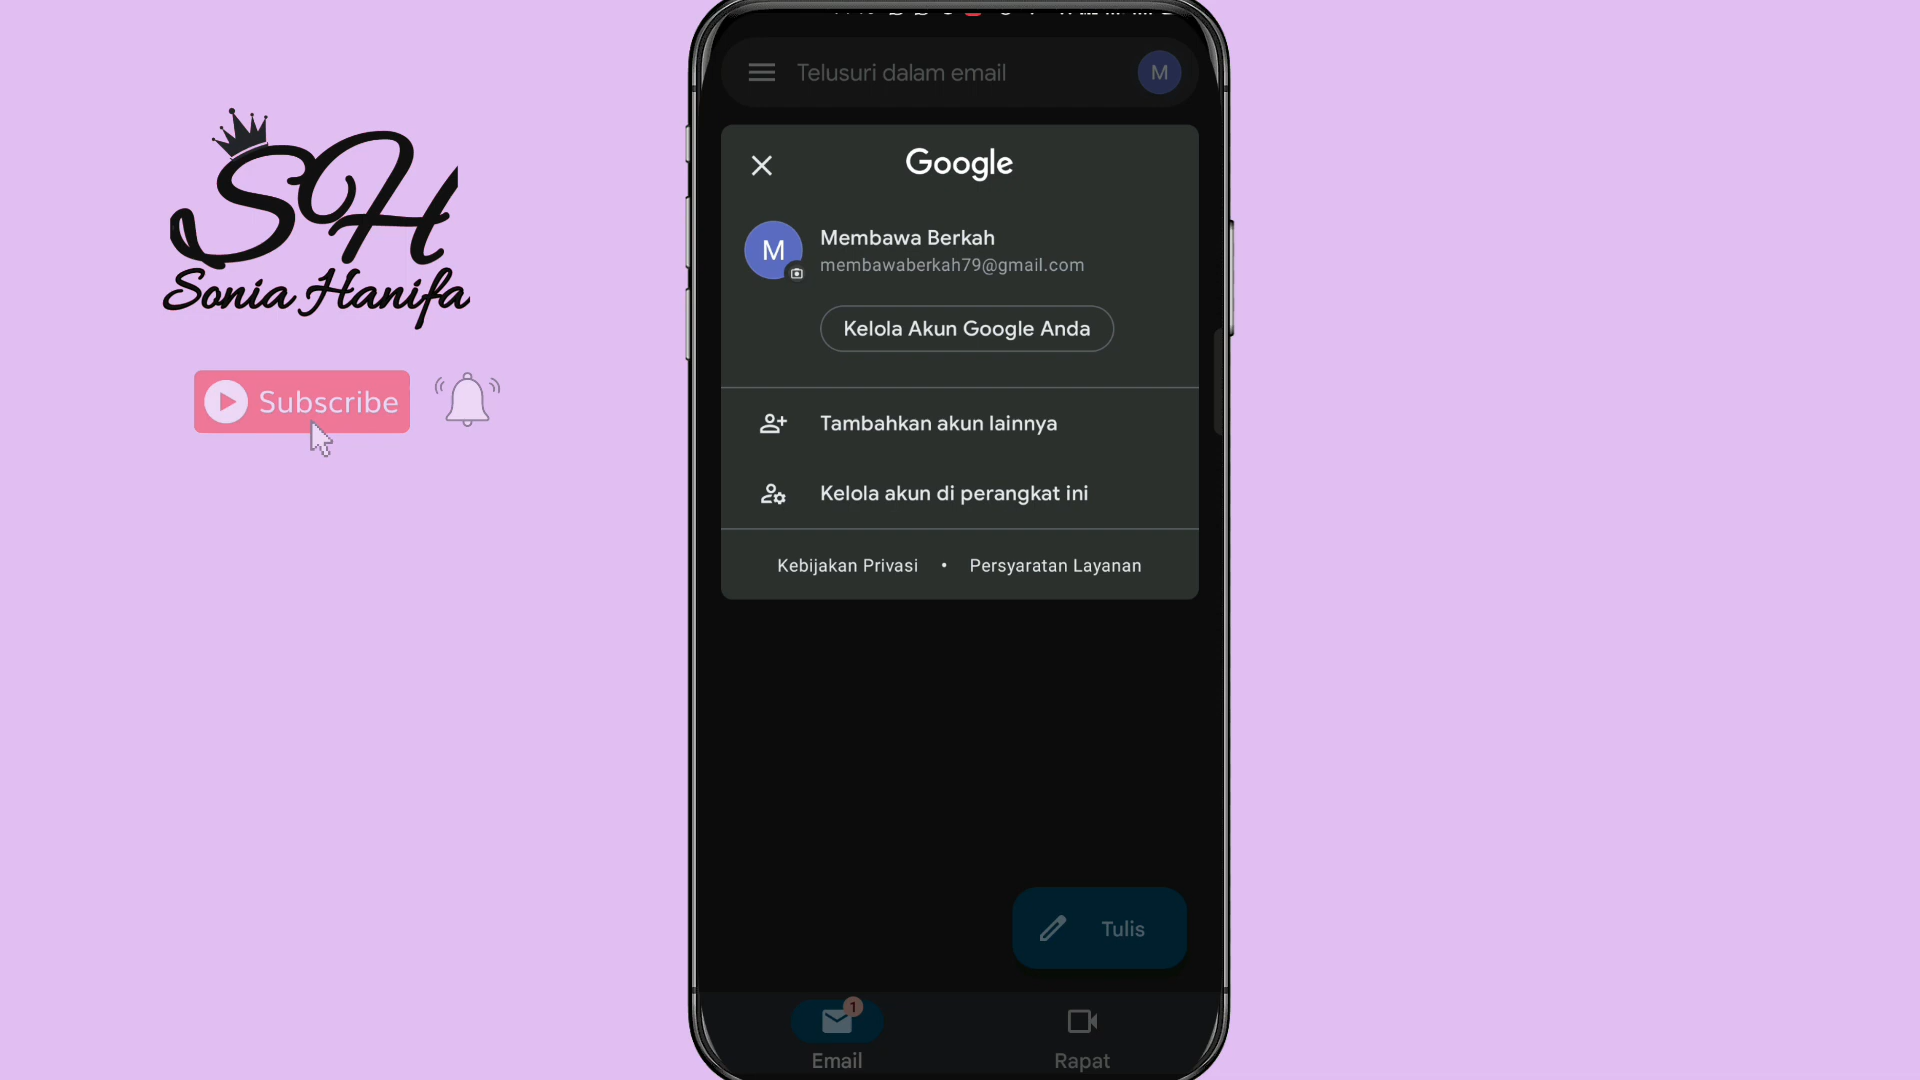 SH
Sonia Hanifa
Subscribe
Telusuri dalam email
M
Google
M
Membawa Berkah
membawaberkah79@gmail.com
Kelola Akun Google Anda
Tambahkan akun lainnya
Kelola akun di perangkat ini
Kebijakan Privasi • Persyaratan Layanan
Tulis
1
Email
Rapat